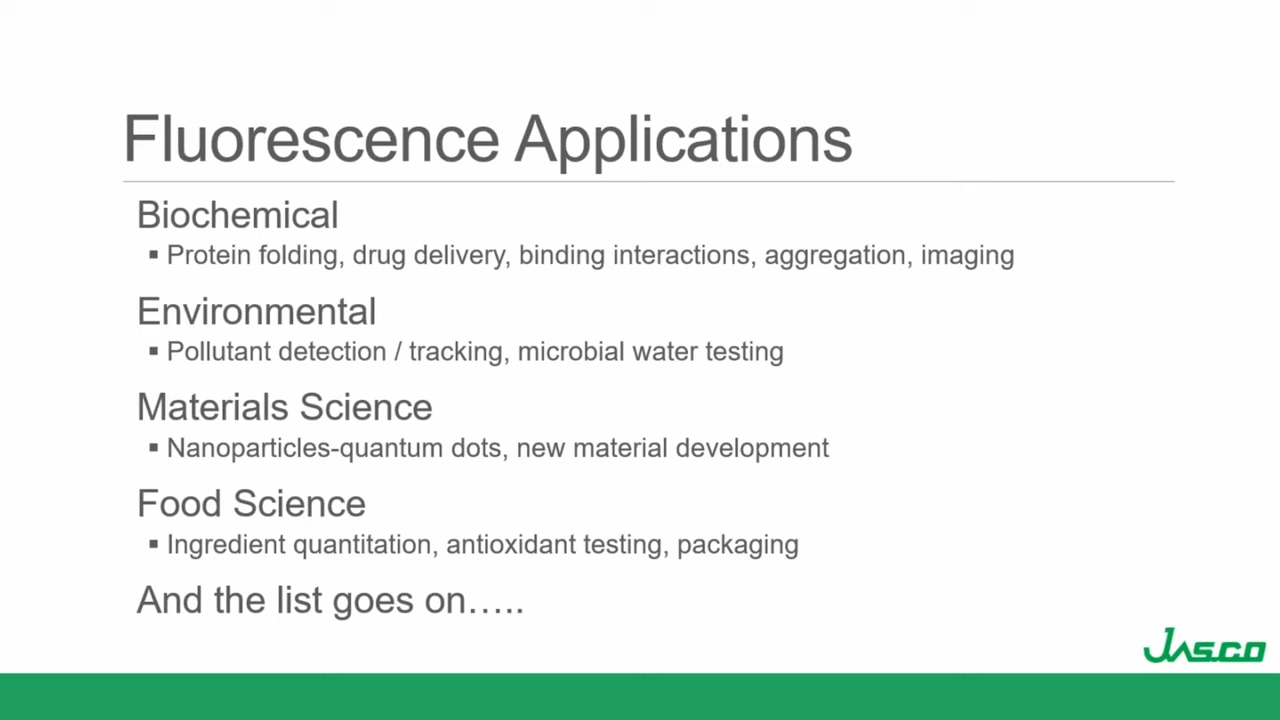 Fluorescence Applications
Biochemical
▪ Protein folding, drug delivery, binding interactions, aggregation, imaging
Environmental
▪ Pollutant detection / tracking, microbial water testing
Materials Science
▪ Nanoparticles-quantum dots, new material development
Food Science
▪ Ingredient quantitation, antioxidant testing, packaging
And the list goes on…..
JASCO